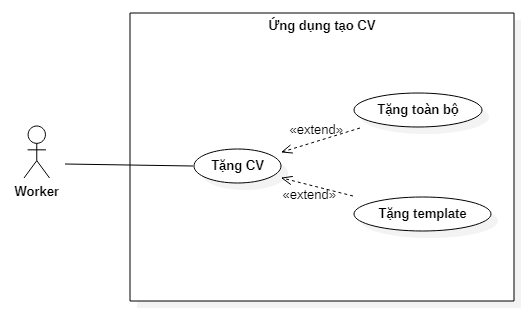 Ứng dụng tạo CV
Tặng toàn bộ
«extend»
Tặng CV
Worker
«extend»
Tặng template